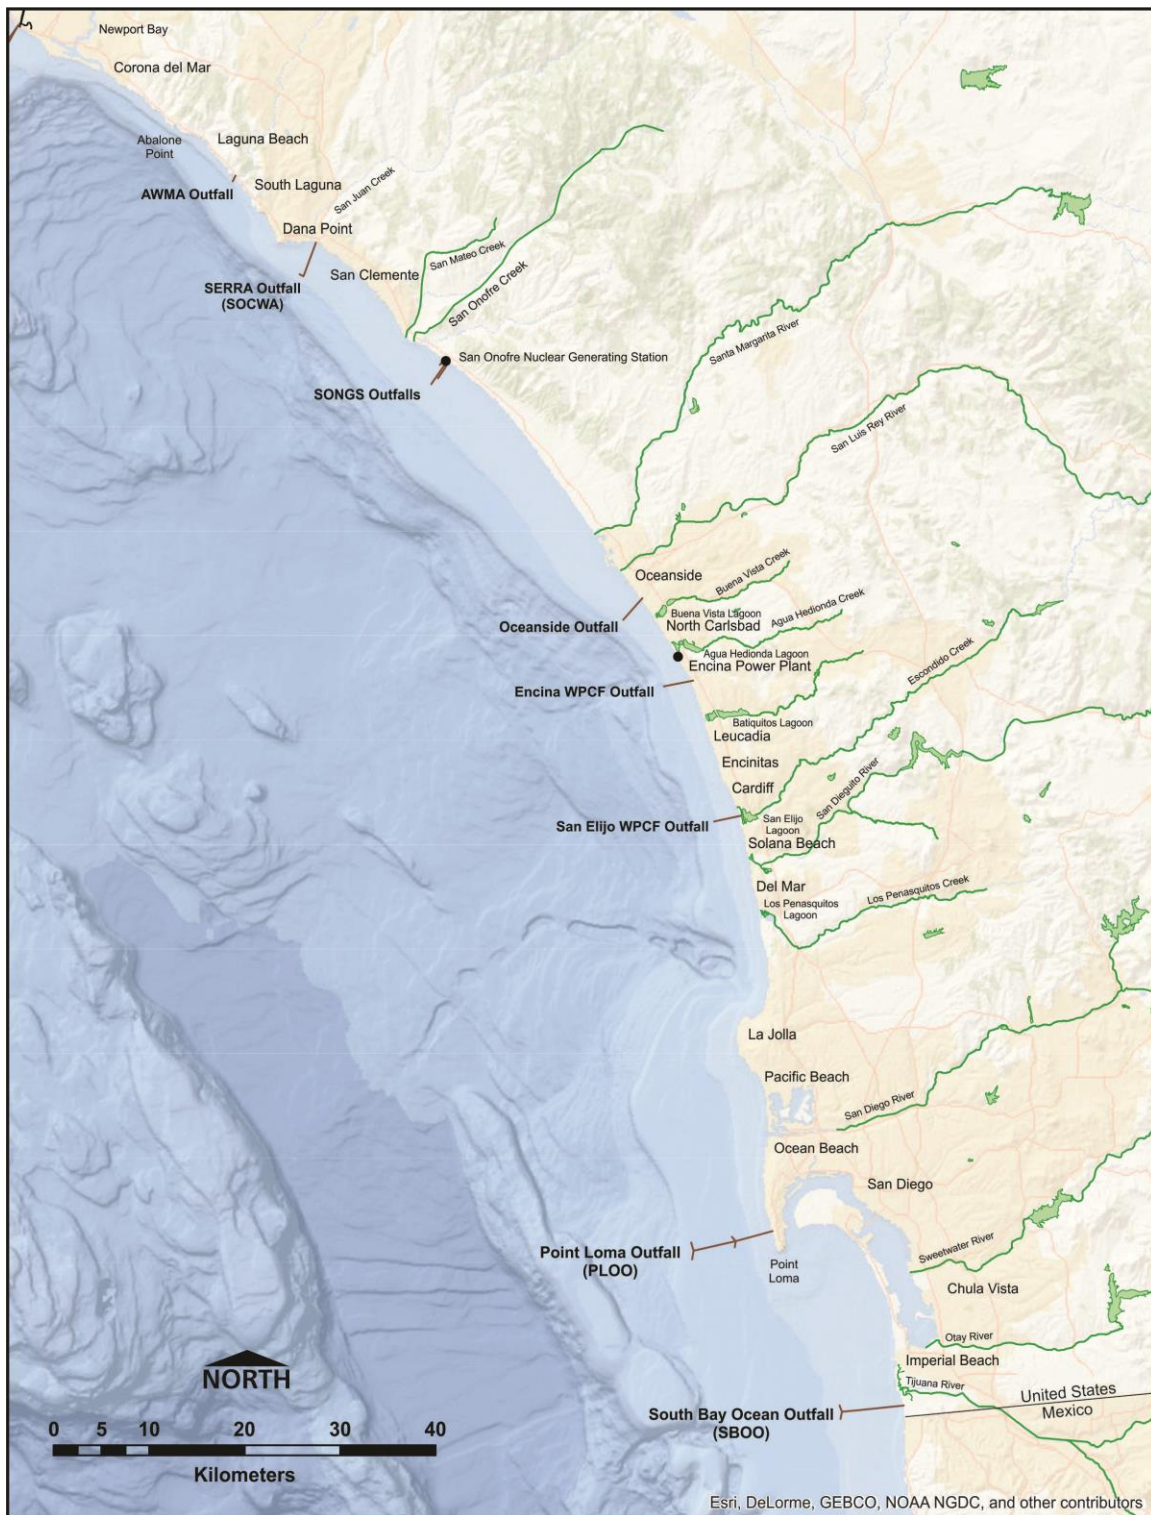 Newport Bay
Corona del Mar
Abalone
Point
Laguna Beach
AWMA Outfall
South Laguna
San Juan Creek
Dana Point
San Mateo Creek
San Clemente
SERRA Outfall
(SOCWA)
San Onofre Creek
San Onofre Nuclear Generating Station
SONGS Outfalls
Santa Margarita River
San Luis Rey River
Oceanside
Buena Vista Creek
Buena Vista Lagoon
North Carlsbad
Agua Hedionda Creek
Oceanside Outfall
Agua Hedionda Lagoon
Encina Power Plant
Escondido Creek
Encina WPCF Outfall
Batiquitos Lagoon
Leucadia
Encinitas
Cardiff
San Dieguito River
San Elijo WPCF Outfall
San Elijo
Lagoon
Solana Beach
Del Mar
Los Penasquitos Creek
Los Penasquitos
Lagoon
La Jolla
Pacific Beach
San Diego River
Ocean Beach
San Diego
Point Loma Outfall
(PLOO)
Sweetwater River
Point
Loma
Chula Vista
Otay River
Imperial Beach
Tijuana River
United States
Mexico
South Bay Ocean Outfall
(SBOO)
NORTH
0 5 10 20 30 40
Kilometers
Esri, DeLorme, GEBCO, NOAA NGDC, and other contributors